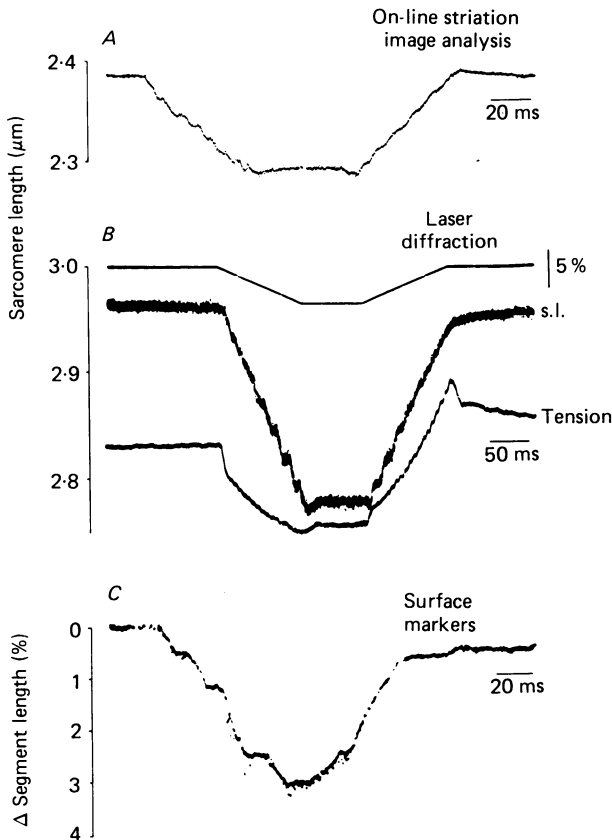 A
On-line striation
image analysis
2·4
2·3
20 ms
Sarcomere length (μm)
B
Laser
diffraction
3·0
2·9
2·8
5 %
s.l.
Tension
50 ms
C
Surface
markers
0
1
2
3
4
20 ms
Δ Segment length (%)